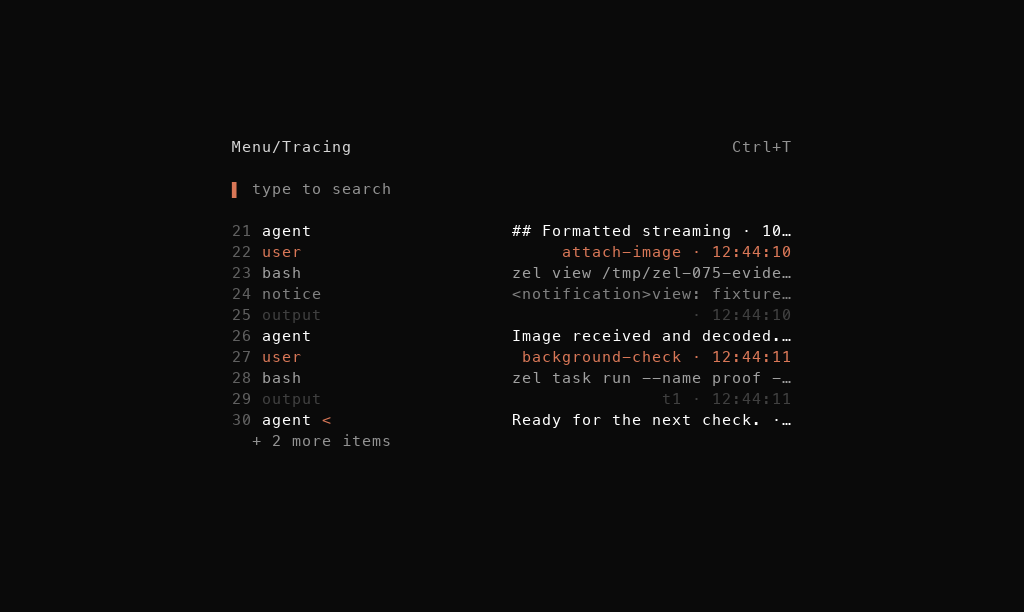 Menu/Tracing Ctrl+T
type to search
21 agent ## Formatted streaming · 10…
22 user attach-image · 12:44:10
23 bash zel view /tmp/zel-075-evide…
24 notice <notification>view: fixture…
25 output · 12:44:10
26 agent Image received and decoded.…
27 user background-check · 12:44:11
28 bash zel task run --name proof -…
29 output t1 · 12:44:11
30 agent < Ready for the next check. ·…
+ 2 more items